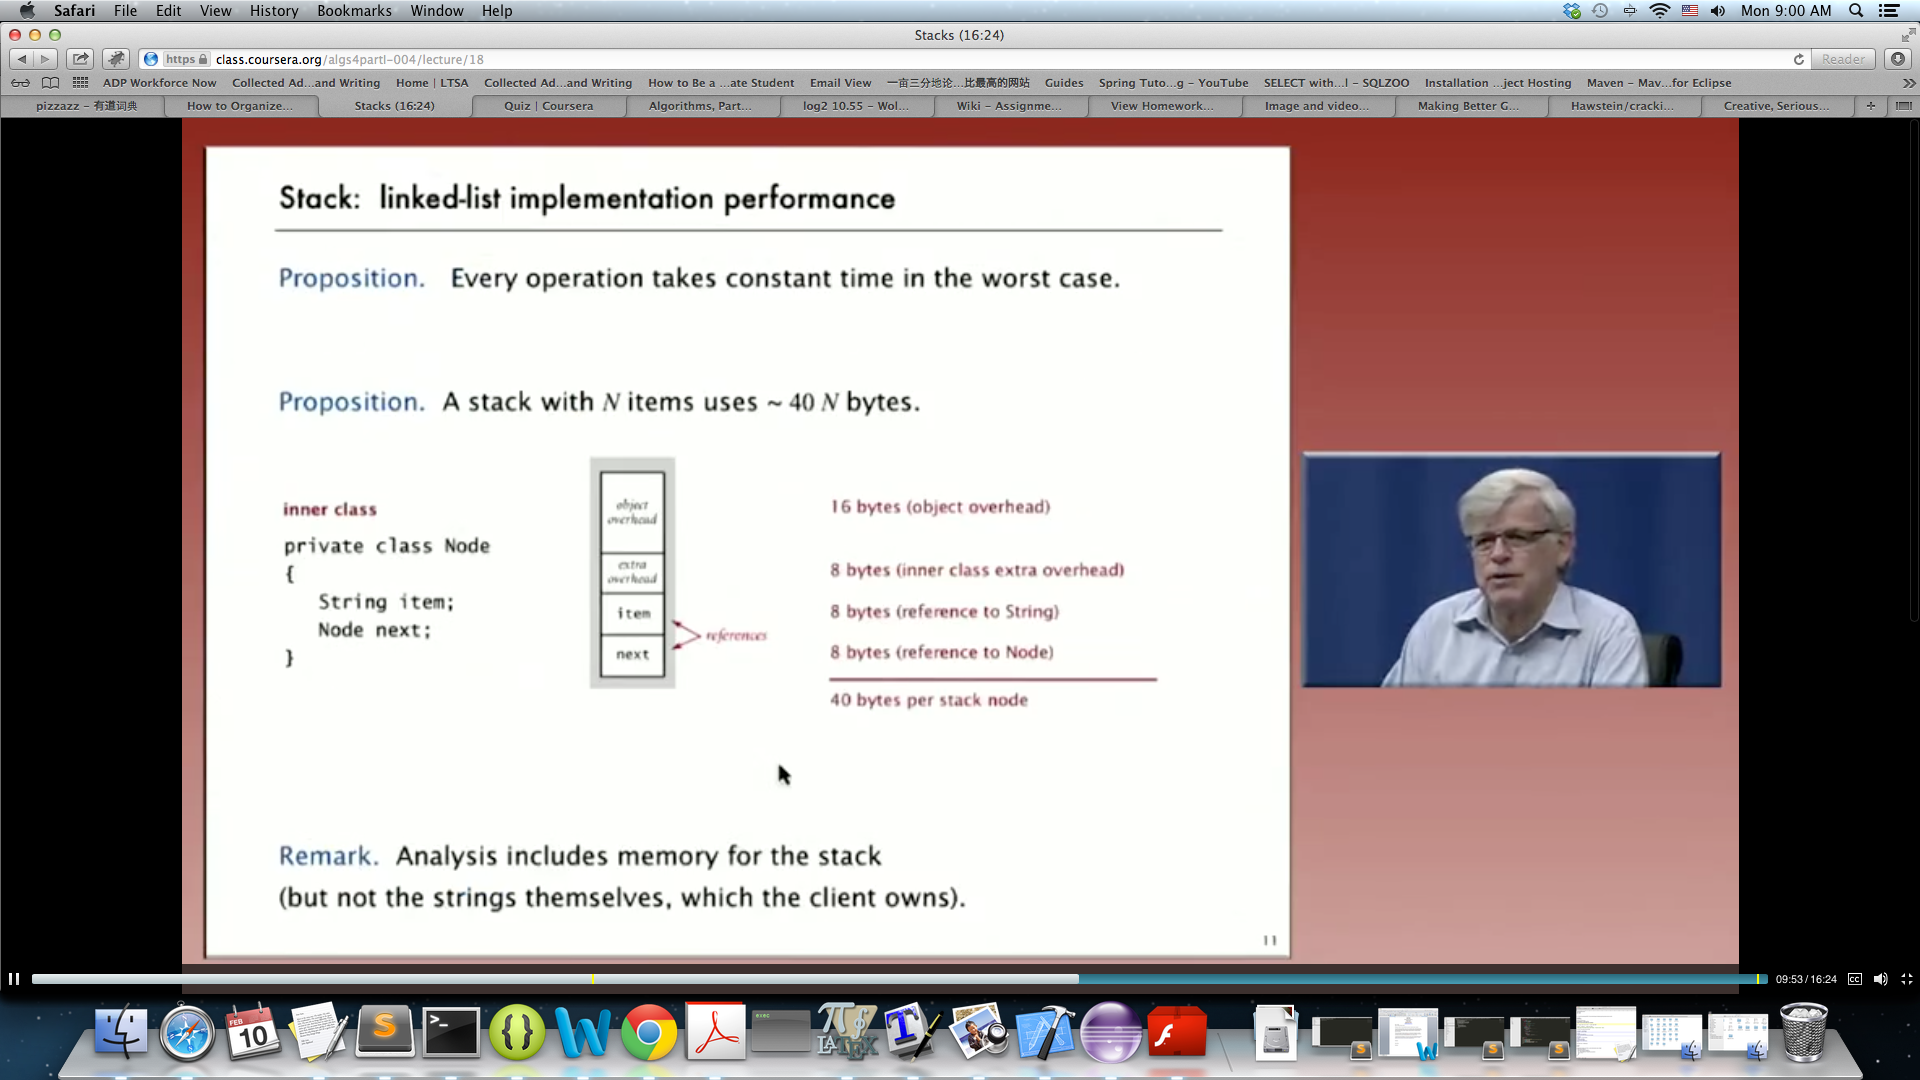 Safari File Edit View History Bookmarks Window Help Mon 9:00 AM
Stacks (16:24)
https class.coursera.org/algs4partI-004/lecture/18 Reader
ADP Workforce Now Collected Ad...and Writing Home | LTSA Collected Ad...and Writing How to Be a ...ate Student Email View 一亩三分地论...比最高的网站 Guides Spring Tuto...g – YouTube SELECT with...l – SQLZOO Installation ...ject Hosting Maven – Mav...for Eclipse
pizzazz – 有道词典 How to Organize... Stacks (16:24) Quiz | Coursera Algorithms, Part... log2 10.55 – Wol... Wiki – Assignme... View Homework... Image and video... Making Better G... Hawstein/cracki... Creative, Serious...
Stack: linked-list implementation performance
Proposition. Every operation takes constant time in the worst case.
Proposition. A stack with N items uses ~ 40 N bytes.
inner class
private class Node
{
String item;
Node next;
}
object
overhead
extra
overhead
item
next
references
16 bytes (object overhead)
8 bytes (inner class extra overhead)
8 bytes (reference to String)
8 bytes (reference to Node)
40 bytes per stack node
Remark. Analysis includes memory for the stack
(but not the strings themselves, which the client owns).
11
09:53 / 16:24 CC
FEB
10
exec